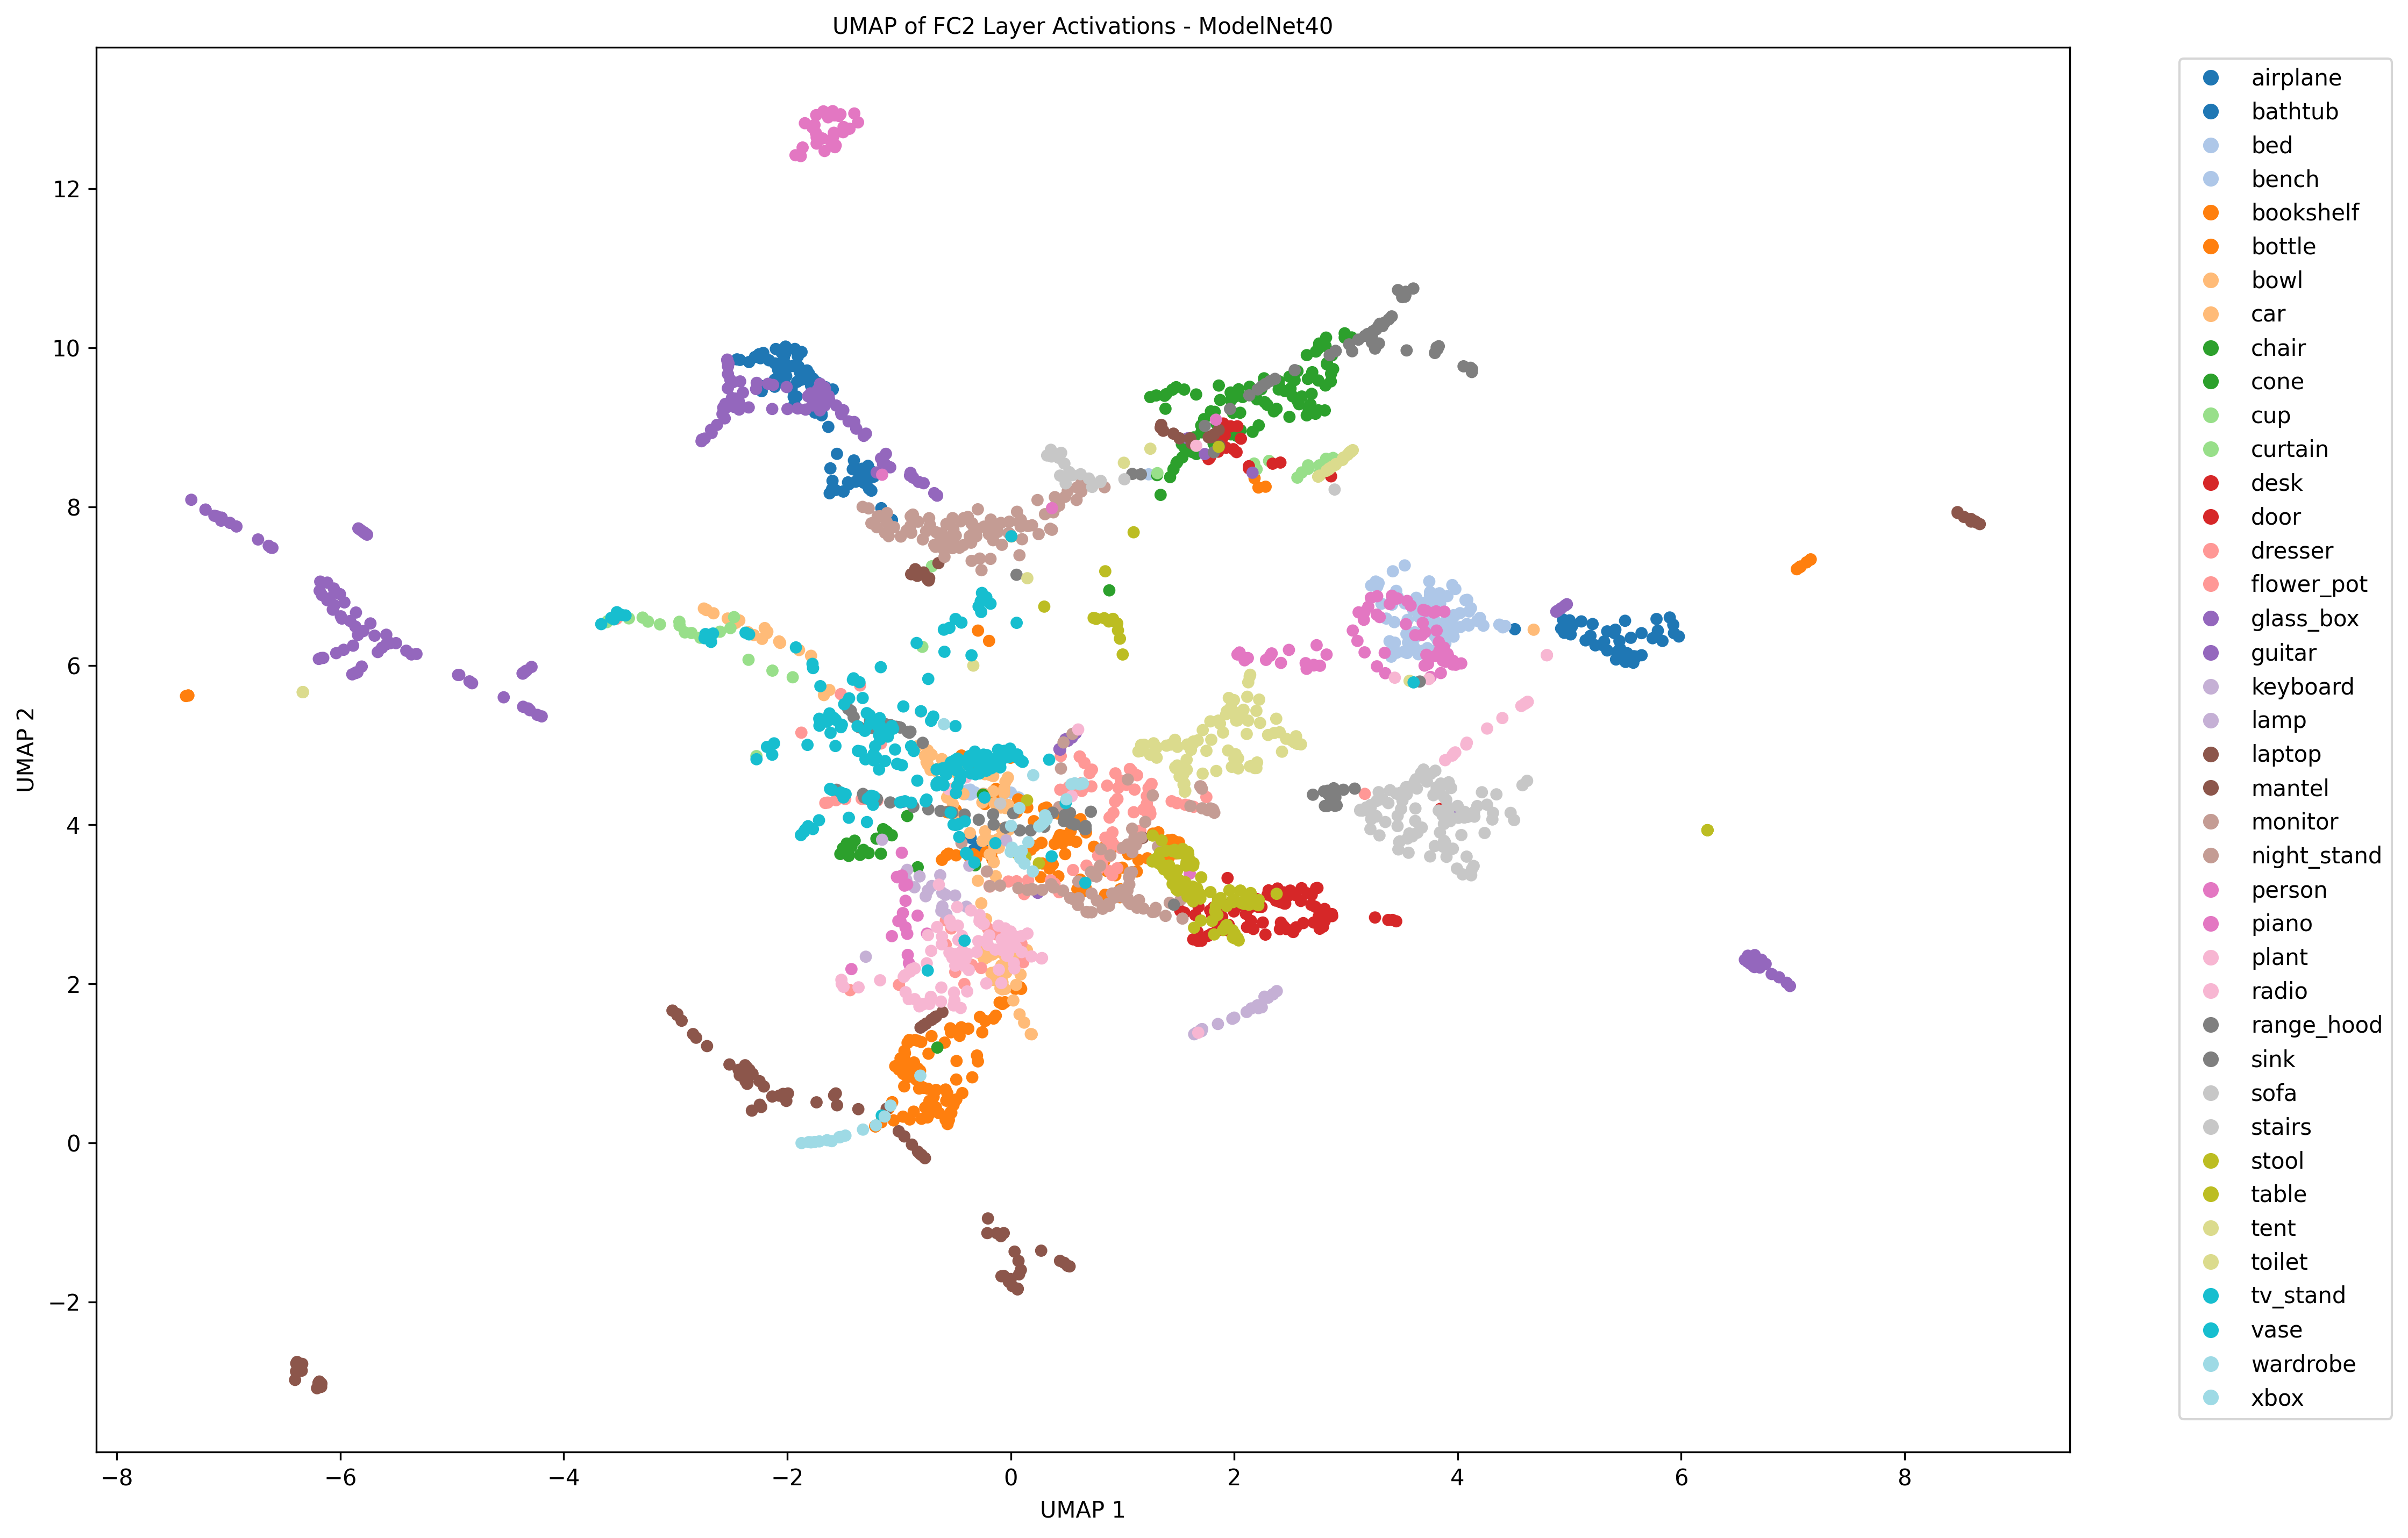 UMAP of FC2 Layer Activations - ModelNet40
UMAP 2
12
10
8
6
4
2
0
−2
−8
−6
−4
−2
0
2
4
6
8
UMAP 1
airplane
bathtub
bed
bench
bookshelf
bottle
bowl
car
chair
cone
cup
curtain
desk
door
dresser
flower_pot
glass_box
guitar
keyboard
lamp
laptop
mantel
monitor
night_stand
person
piano
plant
radio
range_hood
sink
sofa
stairs
stool
table
tent
toilet
tv_stand
vase
wardrobe
xbox